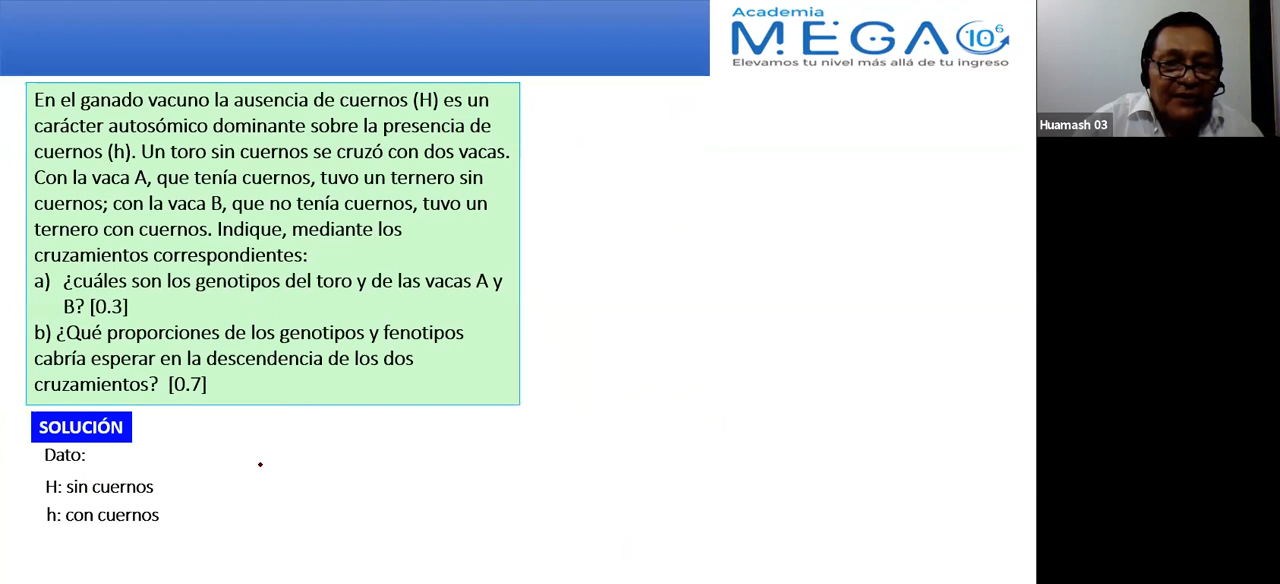 Academia
MEGA 10⁶
Elevamos tu nivel más allá de tu ingreso
Huamash 03
En el ganado vacuno la ausencia de cuernos (H) es un
carácter autosómico dominante sobre la presencia de
cuernos (h). Un toro sin cuernos se cruzó con dos vacas.
Con la vaca A, que tenía cuernos, tuvo un ternero sin
cuernos; con la vaca B, que no tenía cuernos, tuvo un
ternero con cuernos. Indique, mediante los
cruzamientos correspondientes:
a) ¿cuáles son los genotipos del toro y de las vacas A y
B? [0.3]
b) ¿Qué proporciones de los genotipos y fenotipos
cabría esperar en la descendencia de los dos
cruzamientos? [0.7]
SOLUCIÓN
Dato:
H: sin cuernos
h: con cuernos